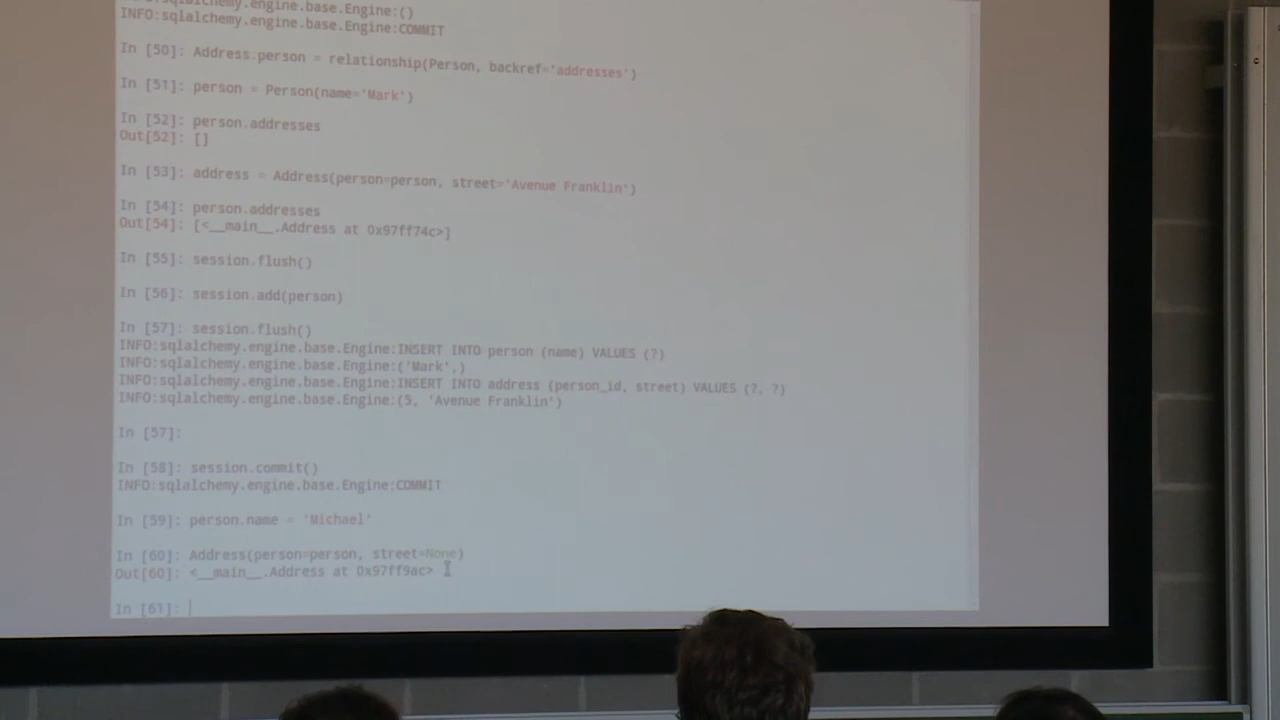 INFO:sqlalchemy.engine.base.Engine:()
INFO:sqlalchemy.engine.base.Engine:COMMIT
In [50]: Address.person = relationship(Person, backref='addresses')
In [51]: person = Person(name='Mark')
In [52]: person.addresses
Out[52]: []
In [53]: address = Address(person=person, street='Avenue Franklin')
In [54]: person.addresses
Out[54]: [<__main__.Address at 0x97ff74c>]
In [55]: session.flush()
In [56]: session.add(person)
In [57]: session.flush()
INFO:sqlalchemy.engine.base.Engine:INSERT INTO person (name) VALUES (?)
INFO:sqlalchemy.engine.base.Engine:('Mark',)
INFO:sqlalchemy.engine.base.Engine:INSERT INTO address (person_id, street) VALUES (?, ?)
INFO:sqlalchemy.engine.base.Engine:(5, 'Avenue Franklin')
In [57]:
In [58]: session.commit()
INFO:sqlalchemy.engine.base.Engine:COMMIT
In [59]: person.name = 'Michael'
In [60]: Address(person=person, street=None)
Out[60]: <__main__.Address at 0x97ff9ac>
In [61]: